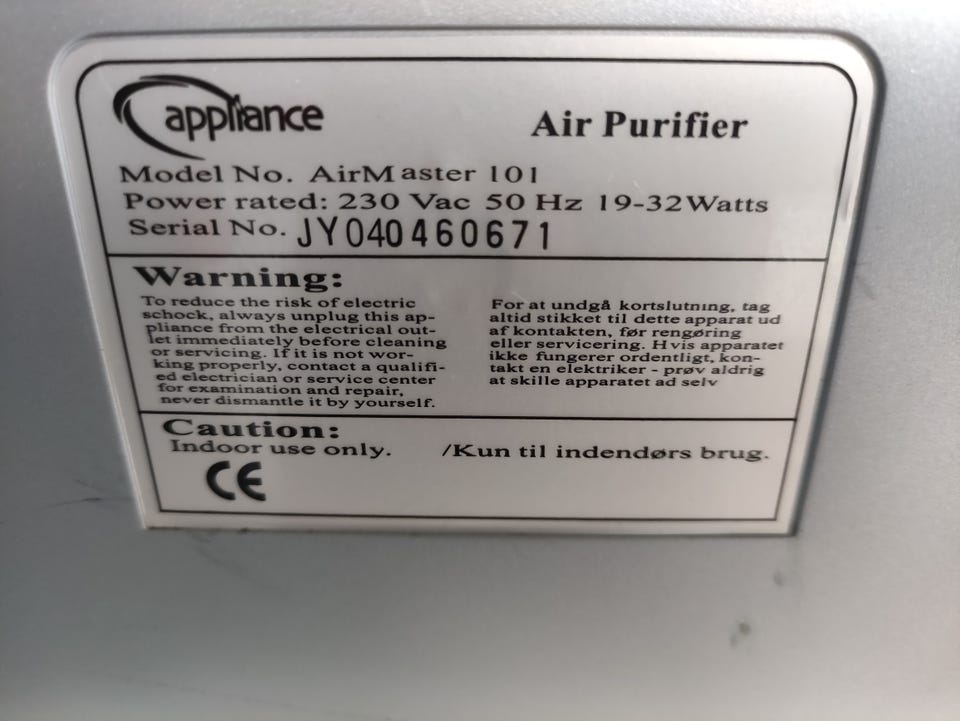 appliance
Air Purifier
Model No. AirMaster 101
Power rated: 230 Vac 50 Hz 19-32Watts
Serial No. JY040460671
Warning:
To reduce the risk of electric
schock, always unplug this ap-
pliance from the electrical out-
let immediately before cleaning
or servicing. If it is not wor-
king properly, contact a qualifi-
ed electrician or service center
for examination and repair,
never dismantle it by yourself.
For at undgå kortslutning, tag
altid stikket til dette apparat ud
af kontakten, før rengøring
eller servicering. Hvis apparatet
ikke fungerer ordentligt, kon-
takt en elektriker - prøv aldrig
at skille apparatet ad selv
Caution:
Indoor use only. /Kun til indendørs brug.
CE